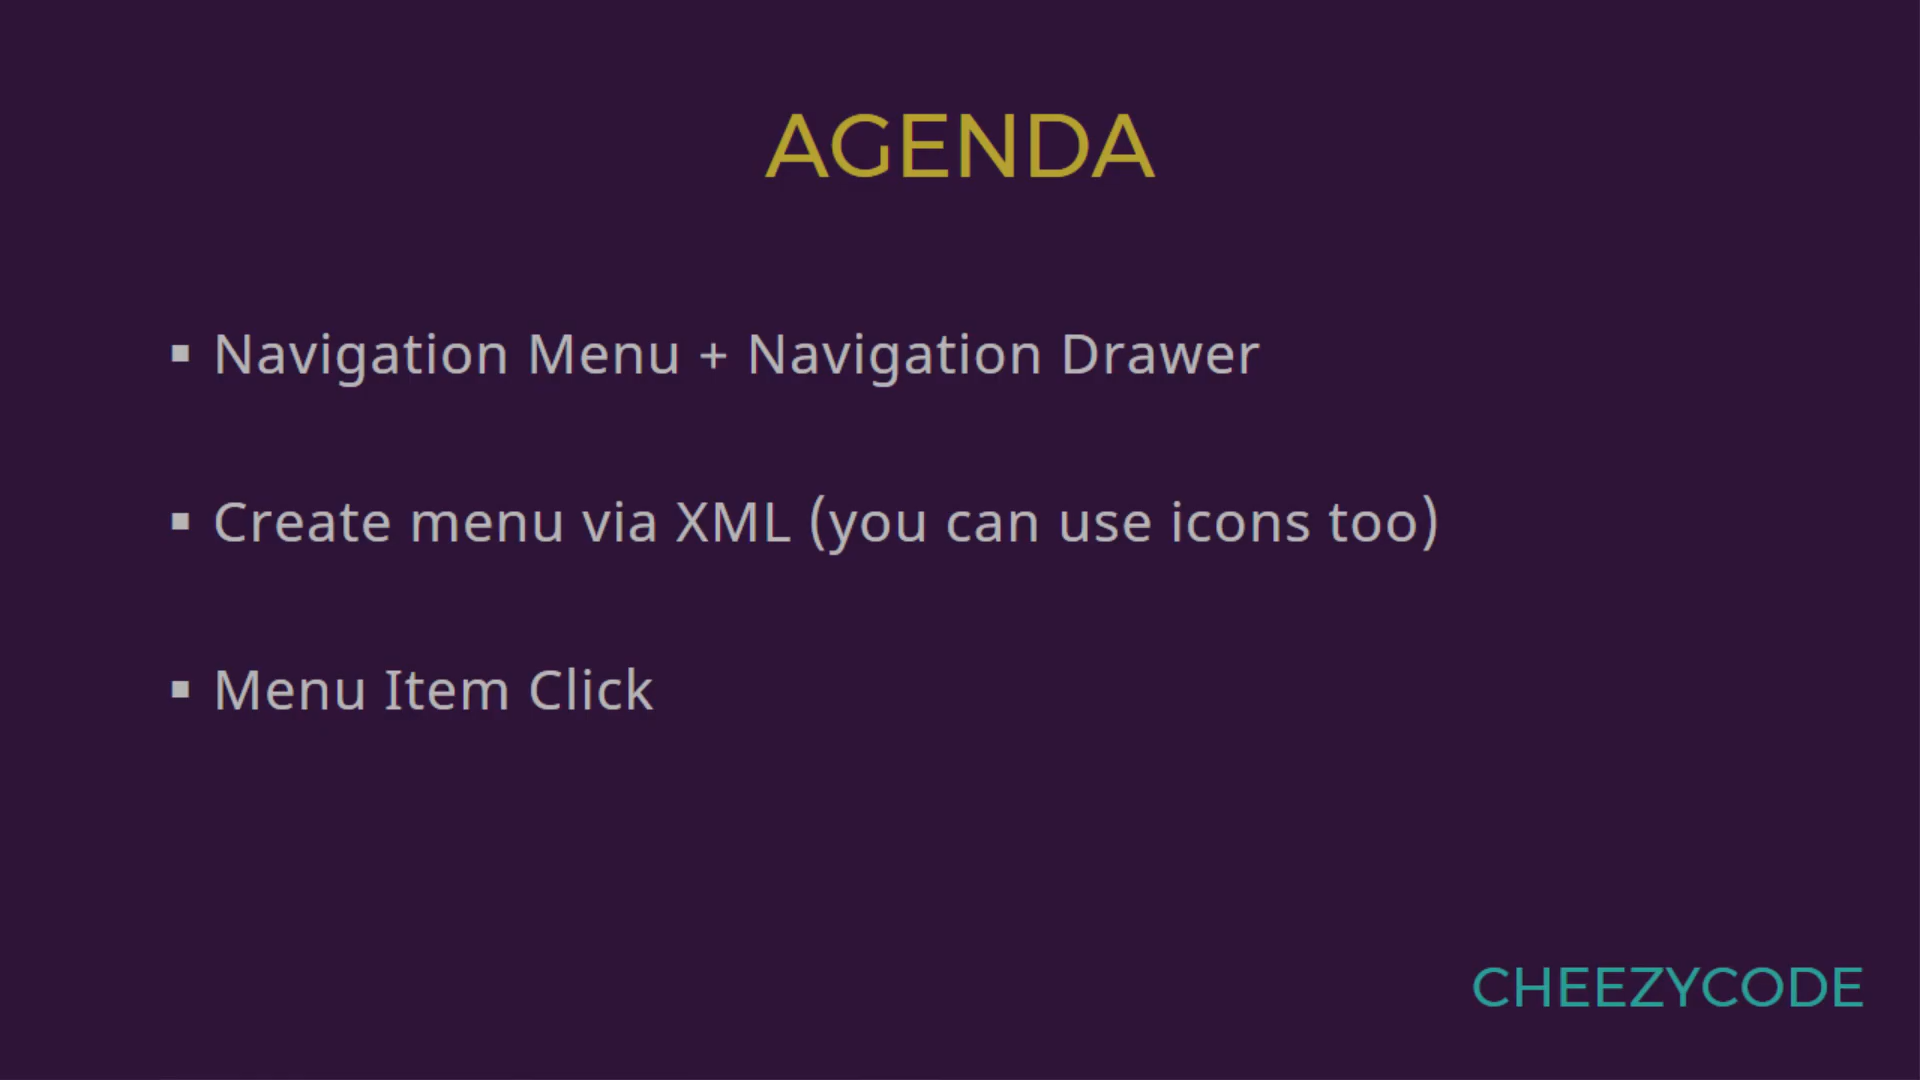 AGENDA
▪ Navigation Menu + Navigation Drawer
▪ Create menu via XML (you can use icons too)
▪ Menu Item Click
CHEEZYCODE